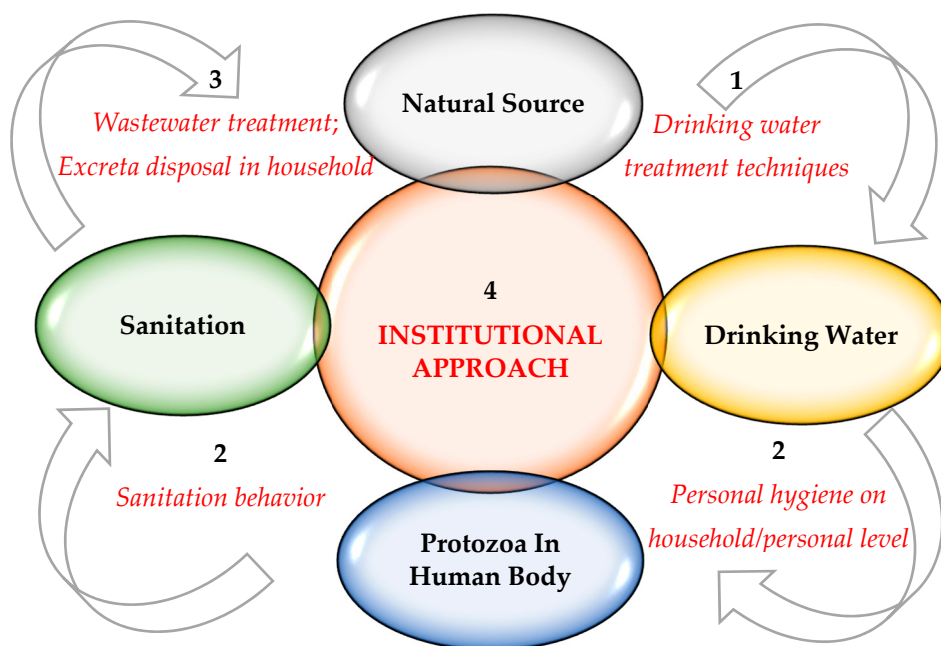 Natural Source
3
Wastewater treatment;
Excreta disposal in household
1
Drinking water
treatment techniques
Sanitation
4
INSTITUTIONAL
APPROACH
Drinking Water
2
Sanitation behavior
2
Personal hygiene on
household/personal level
Protozoa In
Human Body